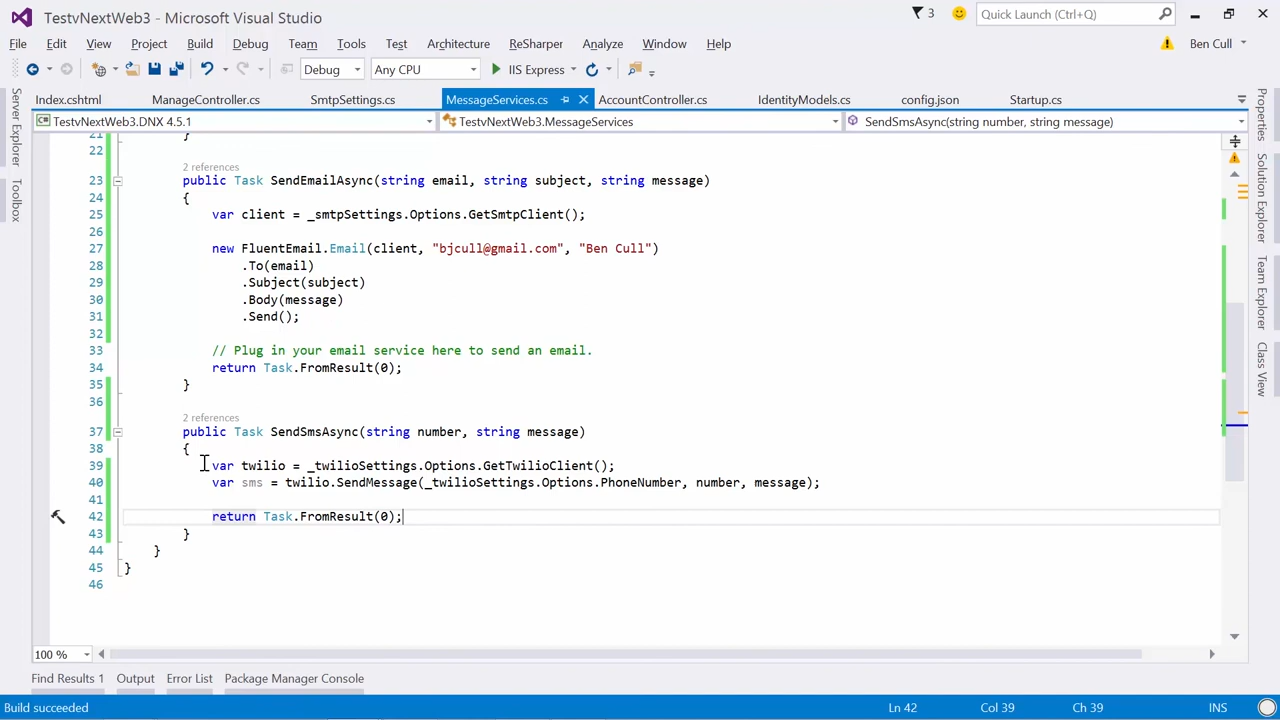 TestvNextWeb3 - Microsoft Visual Studio
3
Quick Launch (Ctrl+Q)
File Edit View Project Build Debug Team Tools Test Architecture ReSharper Analyze Window Help
Ben Cull
Debug Any CPU IIS Express
Index.cshtml ManageController.cs SmtpSettings.cs MessageServices.cs AccountController.cs IdentityModels.cs config.json Startup.cs
TestvNextWeb3.DNX 4.5.1 TestvNextWeb3.MessageServices SendSmsAsync(string number, string message)
Server Explorer
Toolbox
21 }
22
2 references
23 public Task SendEmailAsync(string email, string subject, string message)
24 {
25 var client = _smtpSettings.Options.GetSmtpClient();
26
27 new FluentEmail.Email(client, "bjcull@gmail.com", "Ben Cull")
28 .To(email)
29 .Subject(subject)
30 .Body(message)
31 .Send();
32
33 // Plug in your email service here to send an email.
34 return Task.FromResult(0);
35 }
36
2 references
37 public Task SendSmsAsync(string number, string message)
38 {
39 var twilio = _twilioSettings.Options.GetTwilioClient();
40 var sms = twilio.SendMessage(_twilioSettings.Options.PhoneNumber, number, message);
41
42 return Task.FromResult(0);
43 }
44 }
45 }
46
Properties
Solution Explorer
Team Explorer
Class View
100 %
Find Results 1 Output Error List Package Manager Console
Build succeeded Ln 42 Col 39 Ch 39 INS